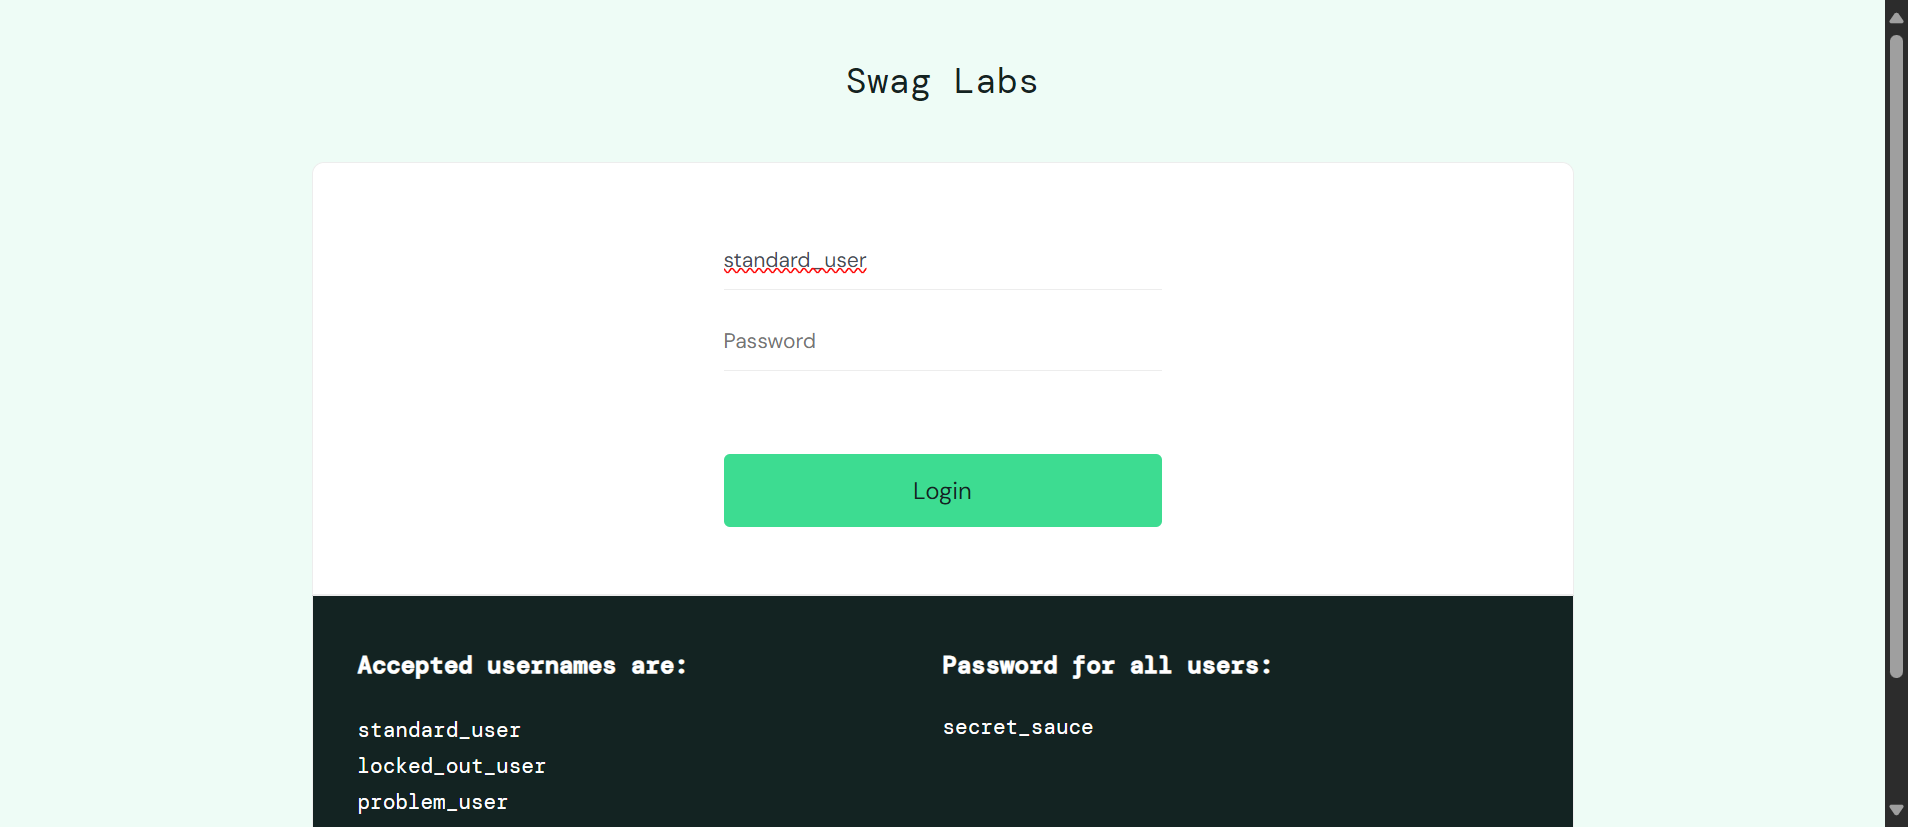 Swag Labs
standard_user
Password
Login
Accepted usernames are:
standard_user
locked_out_user
problem_user
Password for all users:
secret_sauce